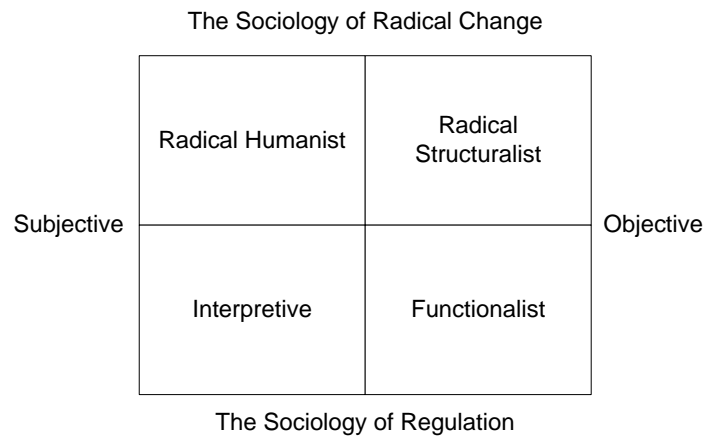 The Sociology of Radical Change
Radical Humanist
Radical
Structuralist
Subjective
Objective
Interpretive
Functionalist
The Sociology of Regulation